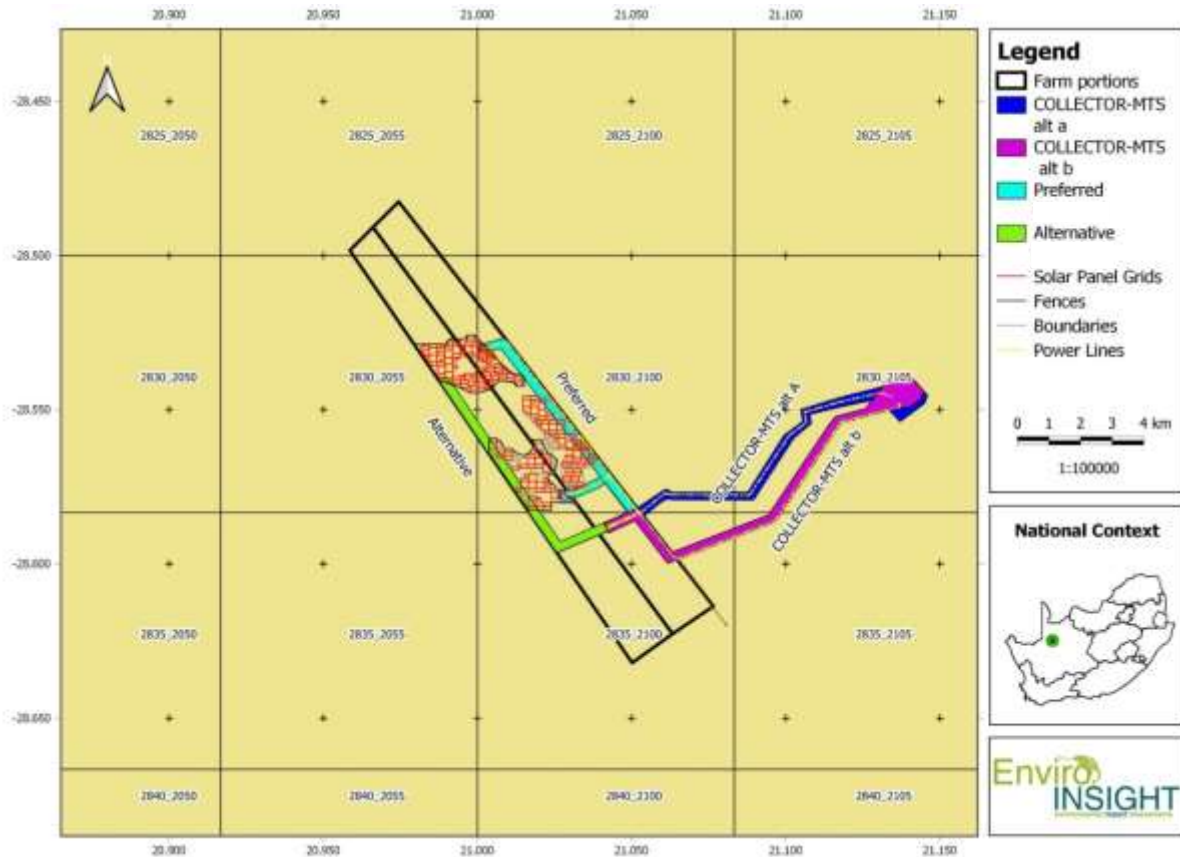 20.900 20.950 21.000 21.050 21.100 21.150
-28.450
-28.500
-28.550
-28.600
-28.650
2825_2050 2825_2055 2825_2100 2825_2105
2830_2050 2830_2055 2830_2100 2830_2105
2835_2050 2835_2055 2835_2100 2835_2105
2840_2050 2840_2055 2840_2100 2840_2105
Preferred
Alternative
COLLECTOR-MTS alt A
COLLECTOR-MTS alt b
20.900 20.950 21.000 21.050 21.100 21.150
Legend
Farm portions
COLLECTOR-MTS
alt a
COLLECTOR-MTS
alt b
Preferred
Alternative
Solar Panel Grids
Fences
Boundaries
Power Lines
0 1 2 3 4 km
1:100000
National Context
Enviro
INSIGHT